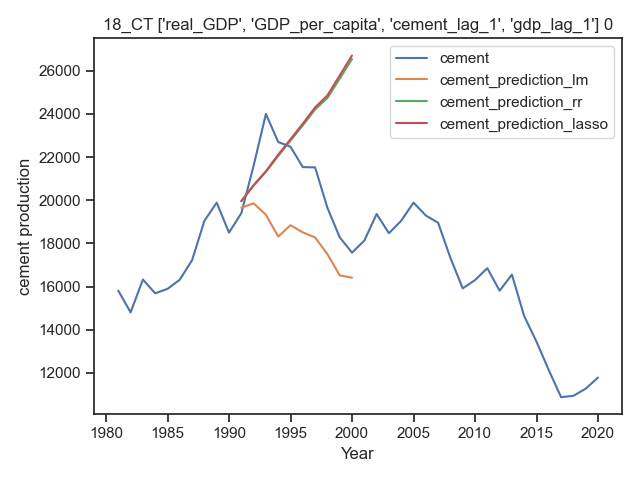 18_CT ['real_GDP', 'GDP_per_capita', 'cement_lag_1', 'gdp_lag_1'] 0
cement
cement_prediction_lm
cement_prediction_rr
cement_prediction_lasso
cement production
26000
24000
22000
20000
18000
16000
14000
12000
1980 1985 1990 1995 2000 2005 2010 2015 2020
Year